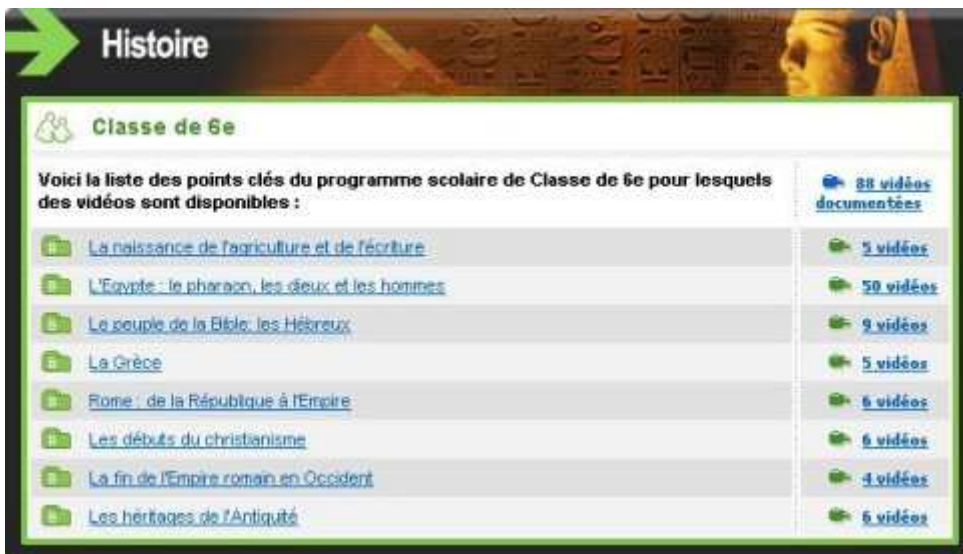 Histoire
Classe de 6e
Voici la liste des points clés du programme scolaire de Classe de 6e pour lesquels
des vidéos sont disponibles :
88 vidéos
documentées
La naissance de l'agriculture et de l'écriture
5 vidéos
L'Egypte : le pharaon, les dieux et les hommes
50 vidéos
Le peuple de la Bible: les Hébreux
9 vidéos
La Grèce
5 vidéos
Rome : de la République à l'Empire
6 vidéos
Les débuts du christianisme
6 vidéos
La fin de l'Empire romain en Occident
4 vidéos
Les héritages de l'Antiquité
6 vidéos